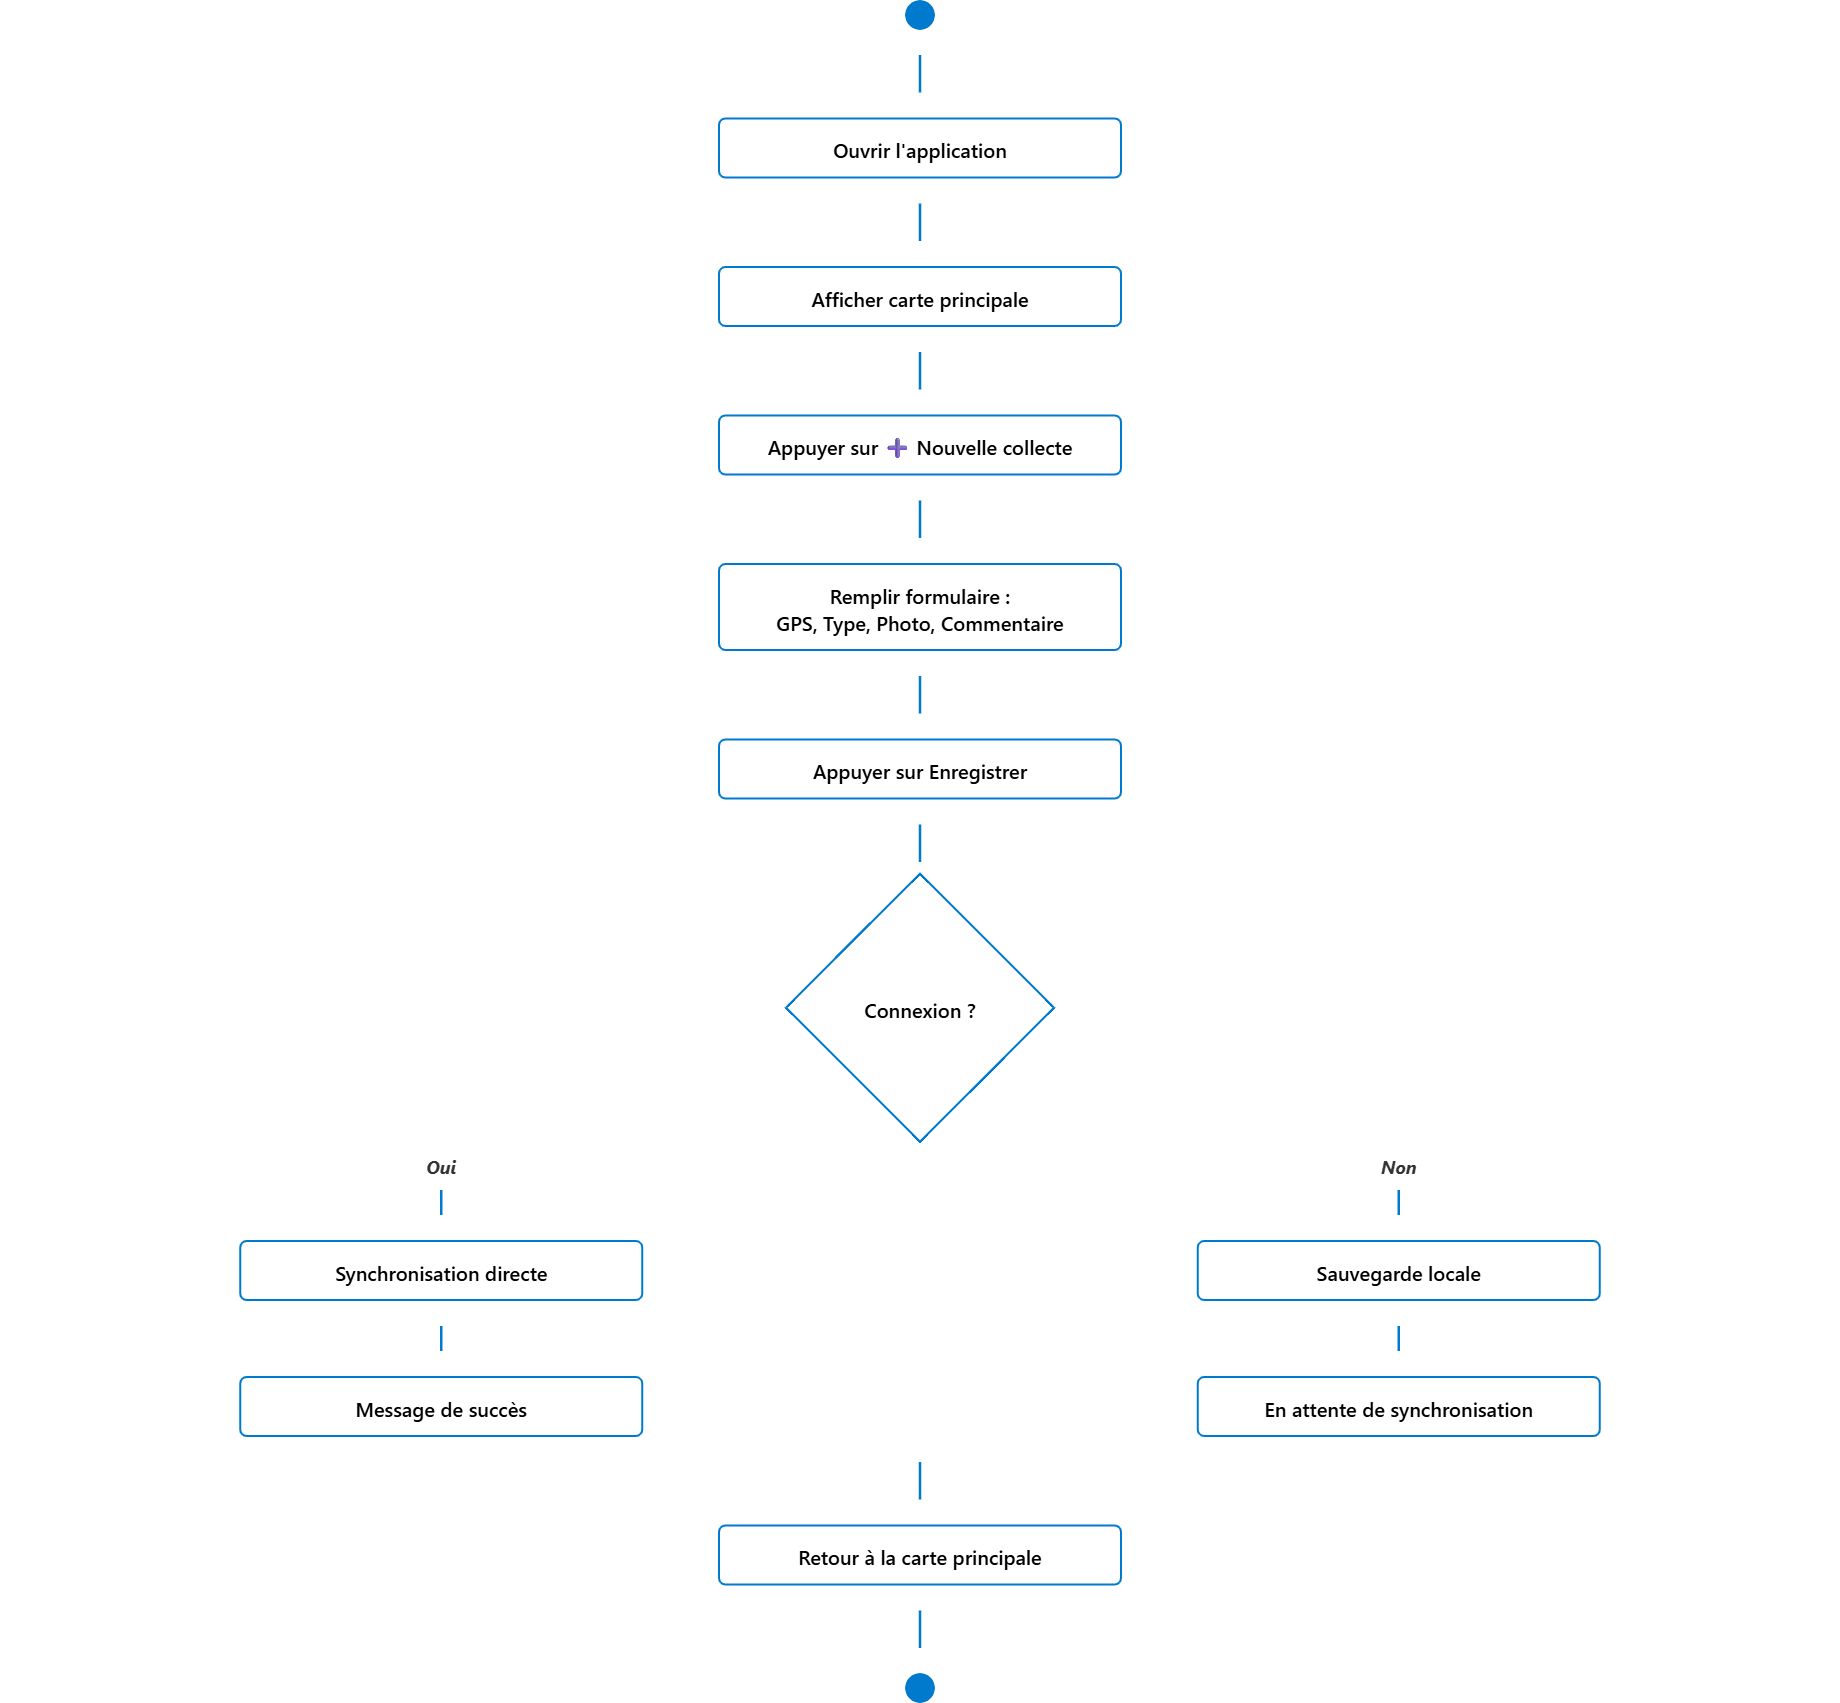 Ouvrir l'application
Afficher carte principale
Appuyer sur ➕ Nouvelle collecte
Remplir formulaire :
GPS, Type, Photo, Commentaire
Appuyer sur Enregistrer
Connexion ?
Oui
Non
Synchronisation directe
Sauvegarde locale
Message de succès
En attente de synchronisation
Retour à la carte principale